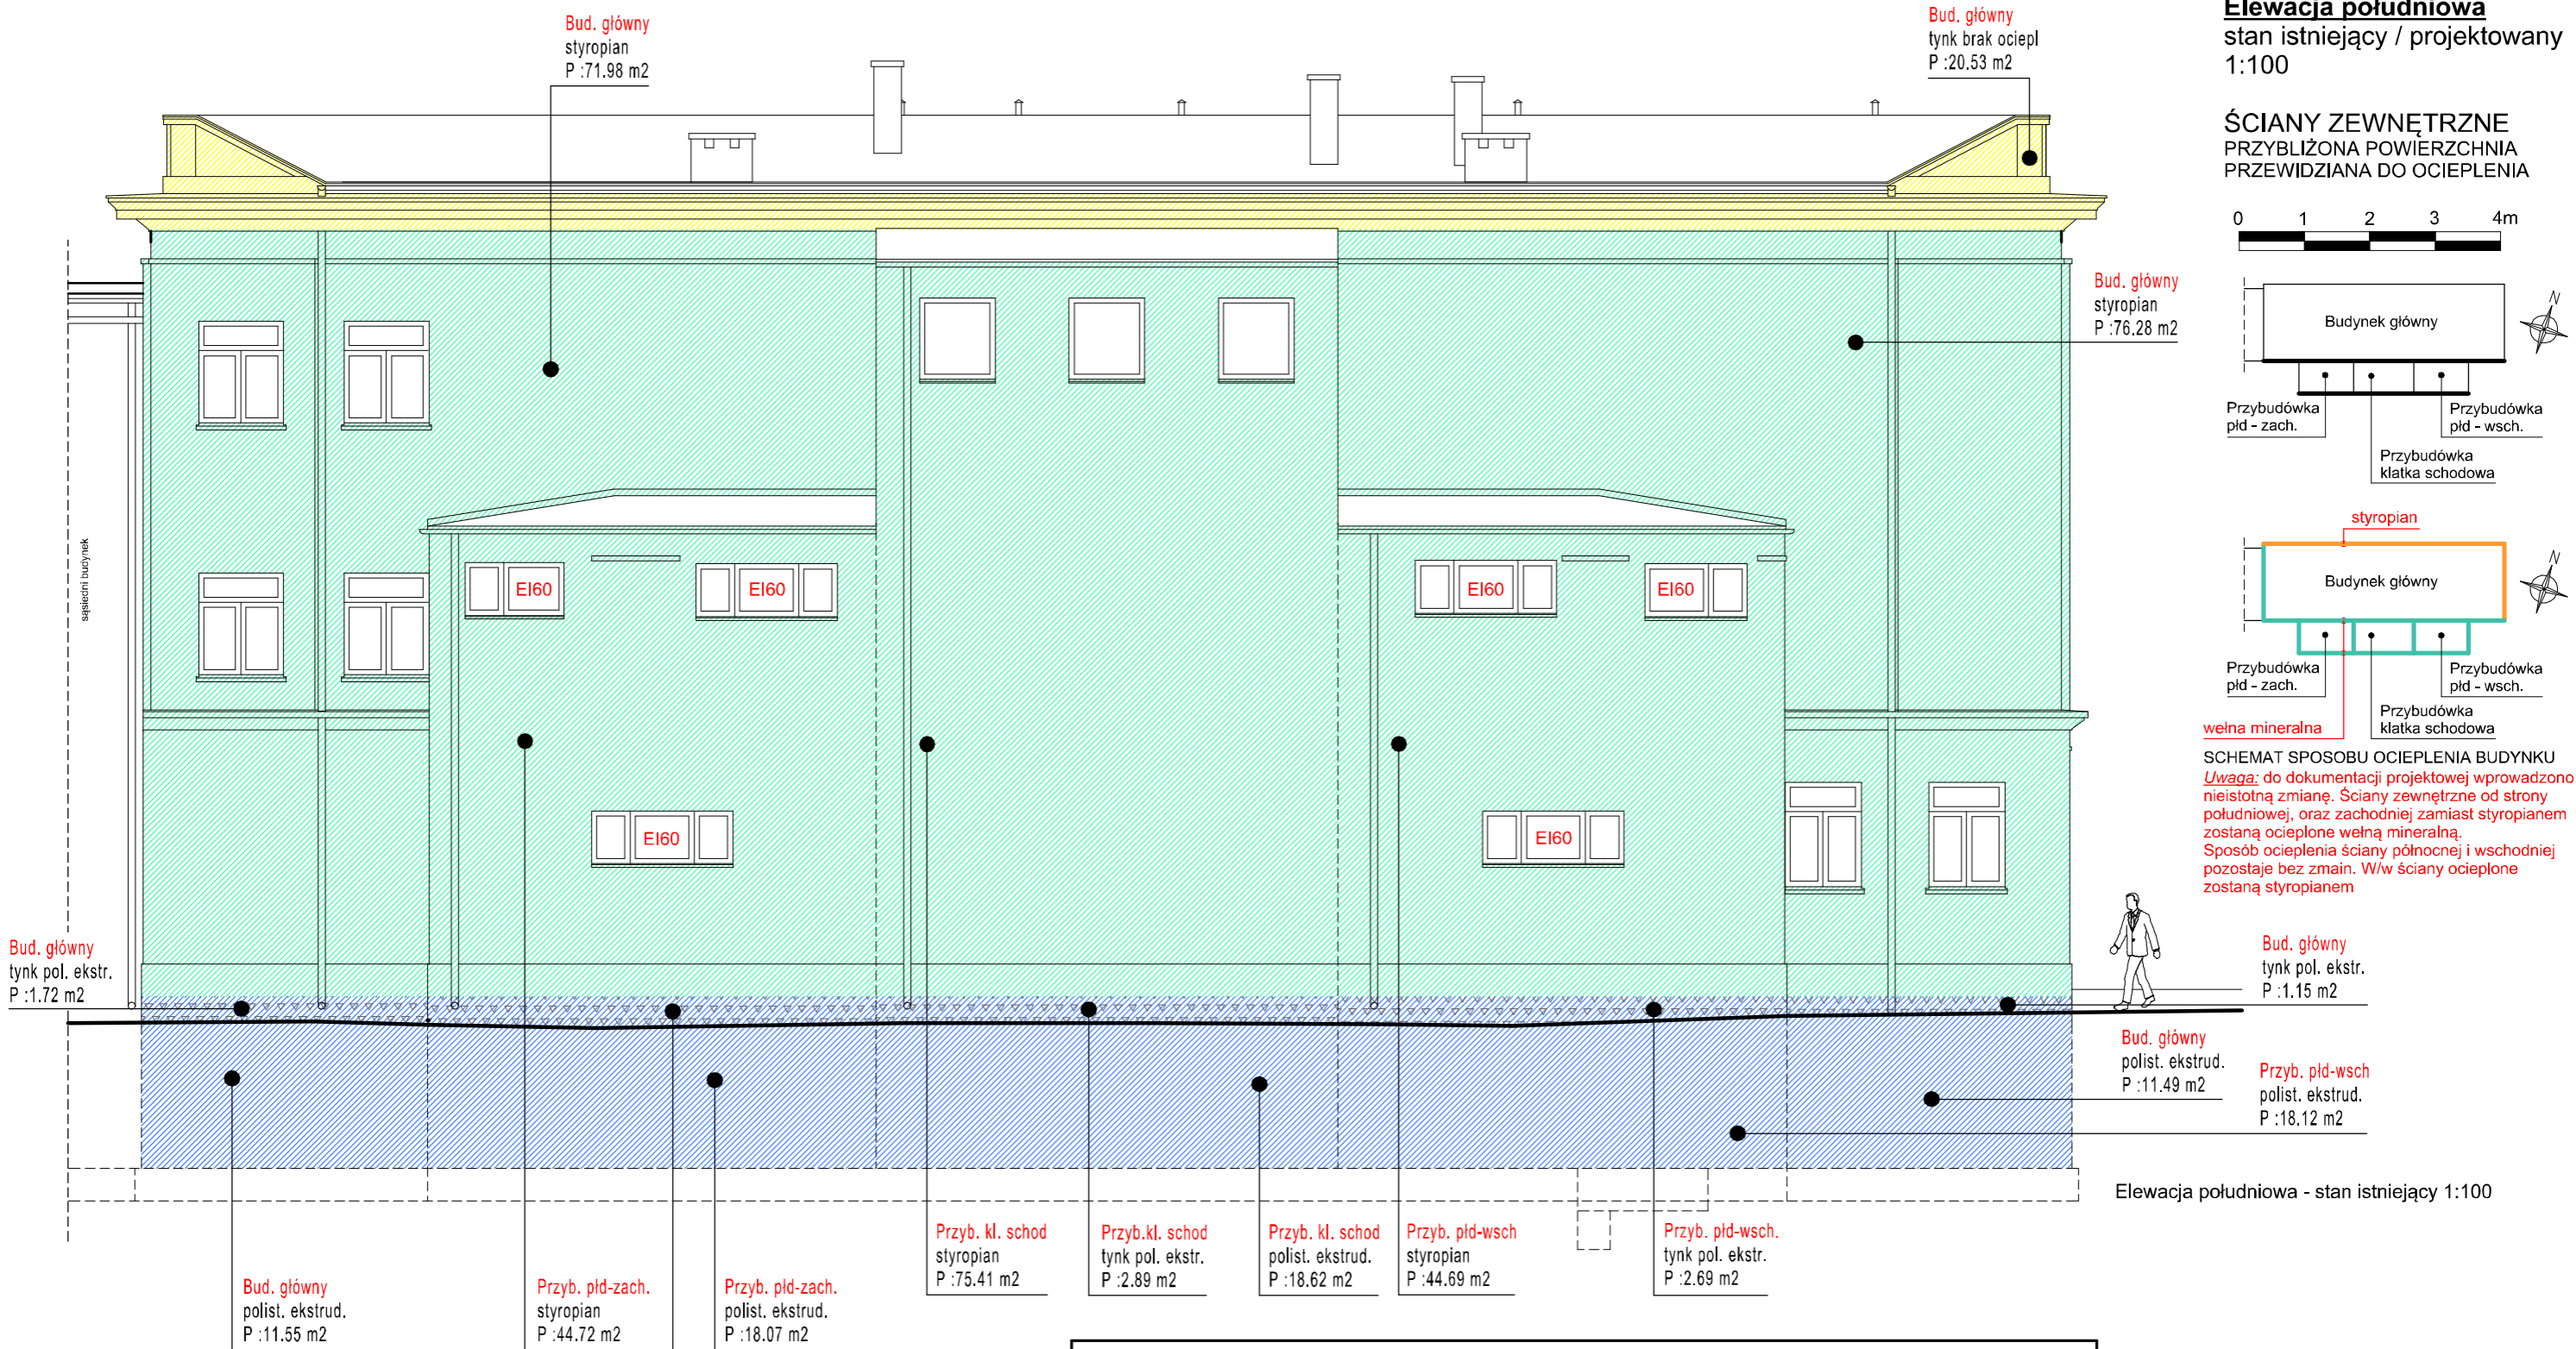 Elewacja południowa
stan istniejący / projektowany
1:100
ŚCIANY ZEWNĘTRZNE
PRZYBLIŻONA POWIERZCHNIA
PRZEWIDZIANA DO OCIEPLENIA
0 1 2 3 4m
Bud. główny
styropian
P :71.98 m2
Bud. główny
tynk brak ociepl
P :20.53 m2
Bud. główny
styropian
P :76.28 m2
N
Budynek główny
Przybudówka
płd - zach.
Przybudówka
płd - wsch.
Przybudówka
klatka schodowa
styropian
N
Budynek główny
Przybudówka
płd - zach.
Przybudówka
płd - wsch.
Przybudówka
klatka schodowa
wełna mineralna
SCHEMAT SPOSOBU OCIEPLENIA BUDYNKU
Uwaga: do dokumentacji projektowej wprowadzono
nieistotną zmianę. Ściany zewnętrzne od strony
południowej, oraz zachodniej zamiast styropianem
zostaną ocieplone wełną mineralną.
Sposób ocieplenia ściany północnej i wschodniej
pozostaje bez zmain. W/w ściany ocieplone
zostaną styropianem
sąsiedni budynek
EI60
EI60
EI60
EI60
EI60
EI60
Bud. główny
tynk pol. ekstr.
P :1.72 m2
Bud. główny
tynk pol. ekstr.
P :1.15 m2
Bud. główny
polist. ekstrud.
P :11.49 m2
Przyb. płd-wsch
polist. ekstrud.
P :18.12 m2
Elewacja południowa - stan istniejący 1:100
Bud. główny
polist. ekstrud.
P :11.55 m2
Przyb. płd-zach.
styropian
P :44.72 m2
Przyb. płd-zach.
polist. ekstrud.
P :18.07 m2
Przyb. kl. schod
styropian
P :75.41 m2
Przyb.kl. schod
tynk pol. ekstr.
P :2.89 m2
Przyb. kl. schod
polist. ekstrud.
P :18.62 m2
Przyb. płd-wsch
styropian
P :44.69 m2
Przyb. płd-wsch.
tynk pol. ekstr.
P :2.69 m2